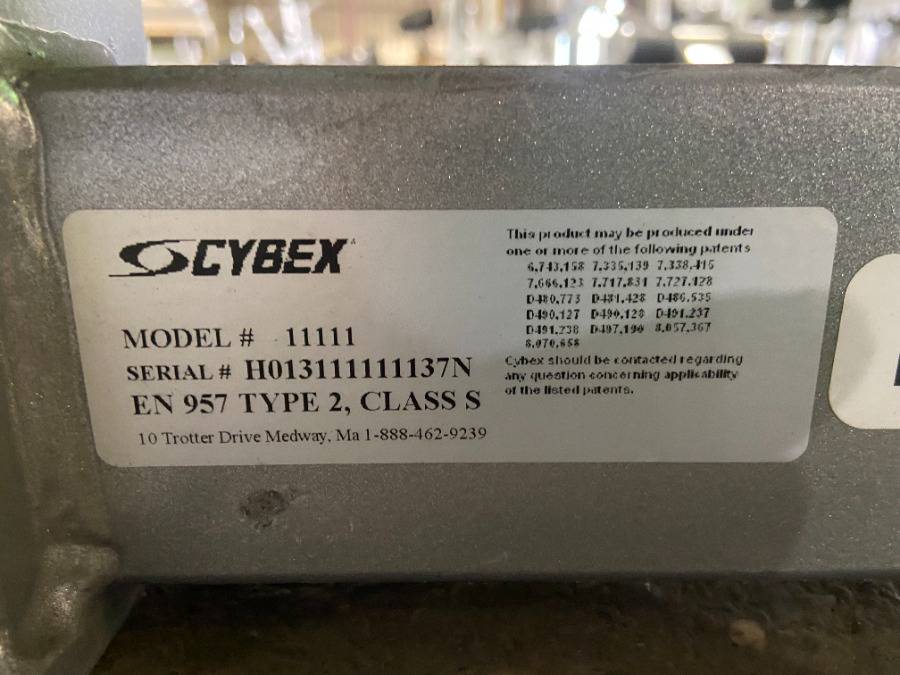 CYBEX
MODEL # 11111
SERIAL # H013111111137N
EN 957 TYPE 2, CLASS S
10 Trotter Drive Medway, Ma 1-888-462-9239
This product may be produced under
one or more of the following patents
6,743,158 7,335,139 7,338,415
7,666,123 7,717,831 7,727,128
D480,773 D481,428 D486,535
D490,127 D490,128 D491,237
D491,238 D497,190 8,057,367
8,070,658
Cybex should be contacted regarding
any question concerning applicability
of the listed patents.